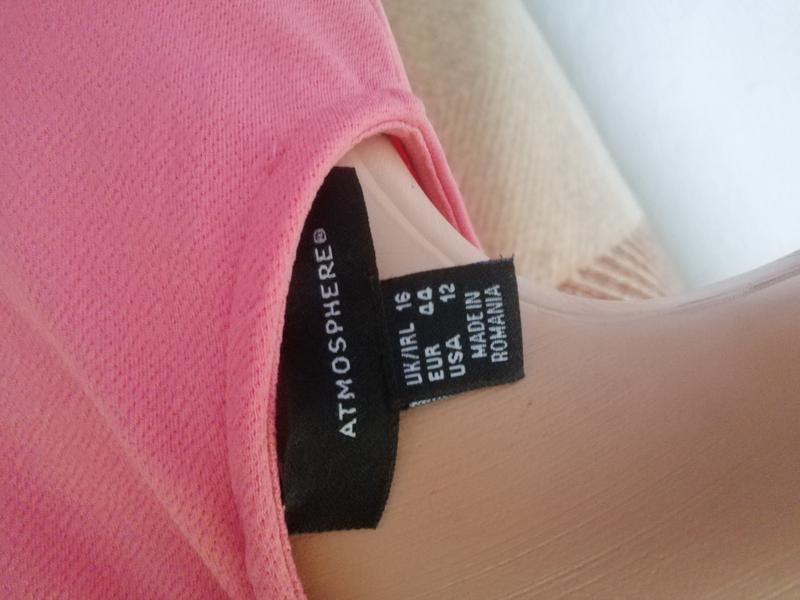 ATMOSPHERE®
UK/IRL 16
EUR 44
USA 12
MADE IN
ROMANIA